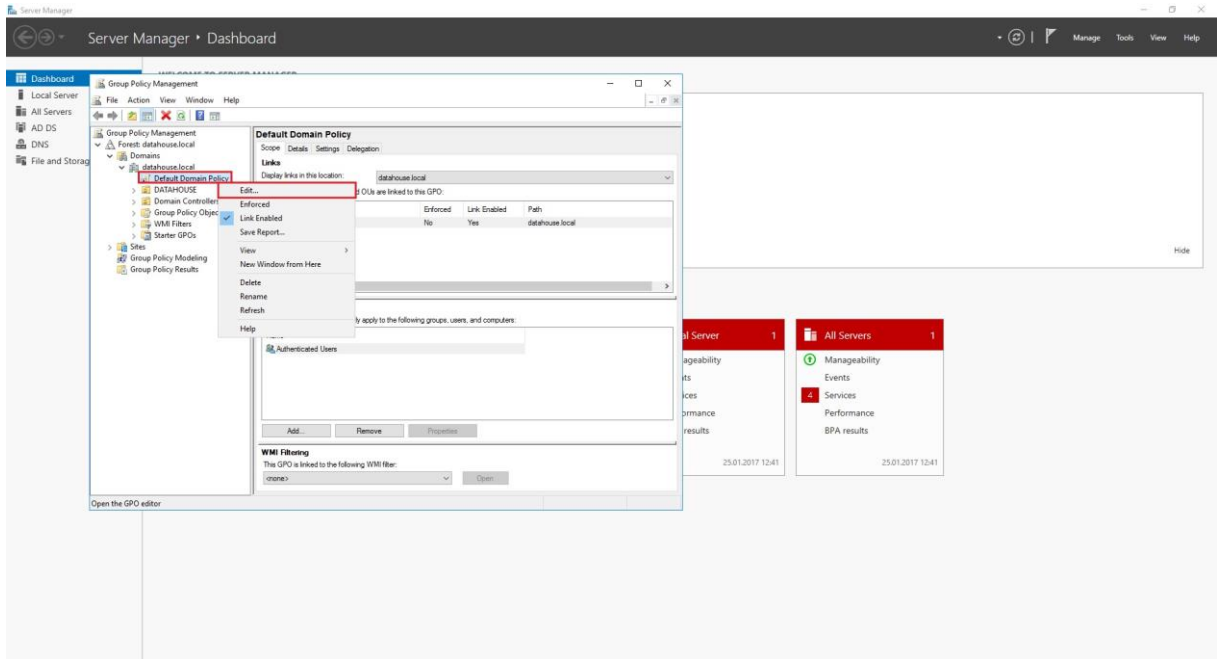 Server Manager
Server Manager • Dashboard
Manage Tools View Help
Dashboard
Local Server
All Servers
AD DS
DNS
File and Storag
Group Policy Management
File Action View Window Help
Group Policy Management
Forest: datahouse.local
Domains
datahouse.local
Default Domain Policy
DATAHOUSE
Domain Controllers
Group Policy Objec
WMI Filters
Starter GPOs
Sites
Group Policy Modeling
Group Policy Results
Edit...
Enforced
Link Enabled
Save Report...
View
New Window from Here
Delete
Rename
Refresh
Help
Default Domain Policy
Scope Details Settings Delegation
Links
Display links in this location: datahouse.local
d OUs are linked to this GPO:
Enforced Link Enabled Path
No Yes datahouse.local
ly apply to the following groups, users, and computers:
Authenticated Users
Add... Remove Properties
WMI Filtering
This GPO is linked to the following WMI filter:
<none> Open
Open the GPO editor
Hide
al Server 1
ageability
ts
ices
ormance
results
25.01.2017 12:41
All Servers 1
Manageability
Events
4 Services
Performance
BPA results
25.01.2017 12:41